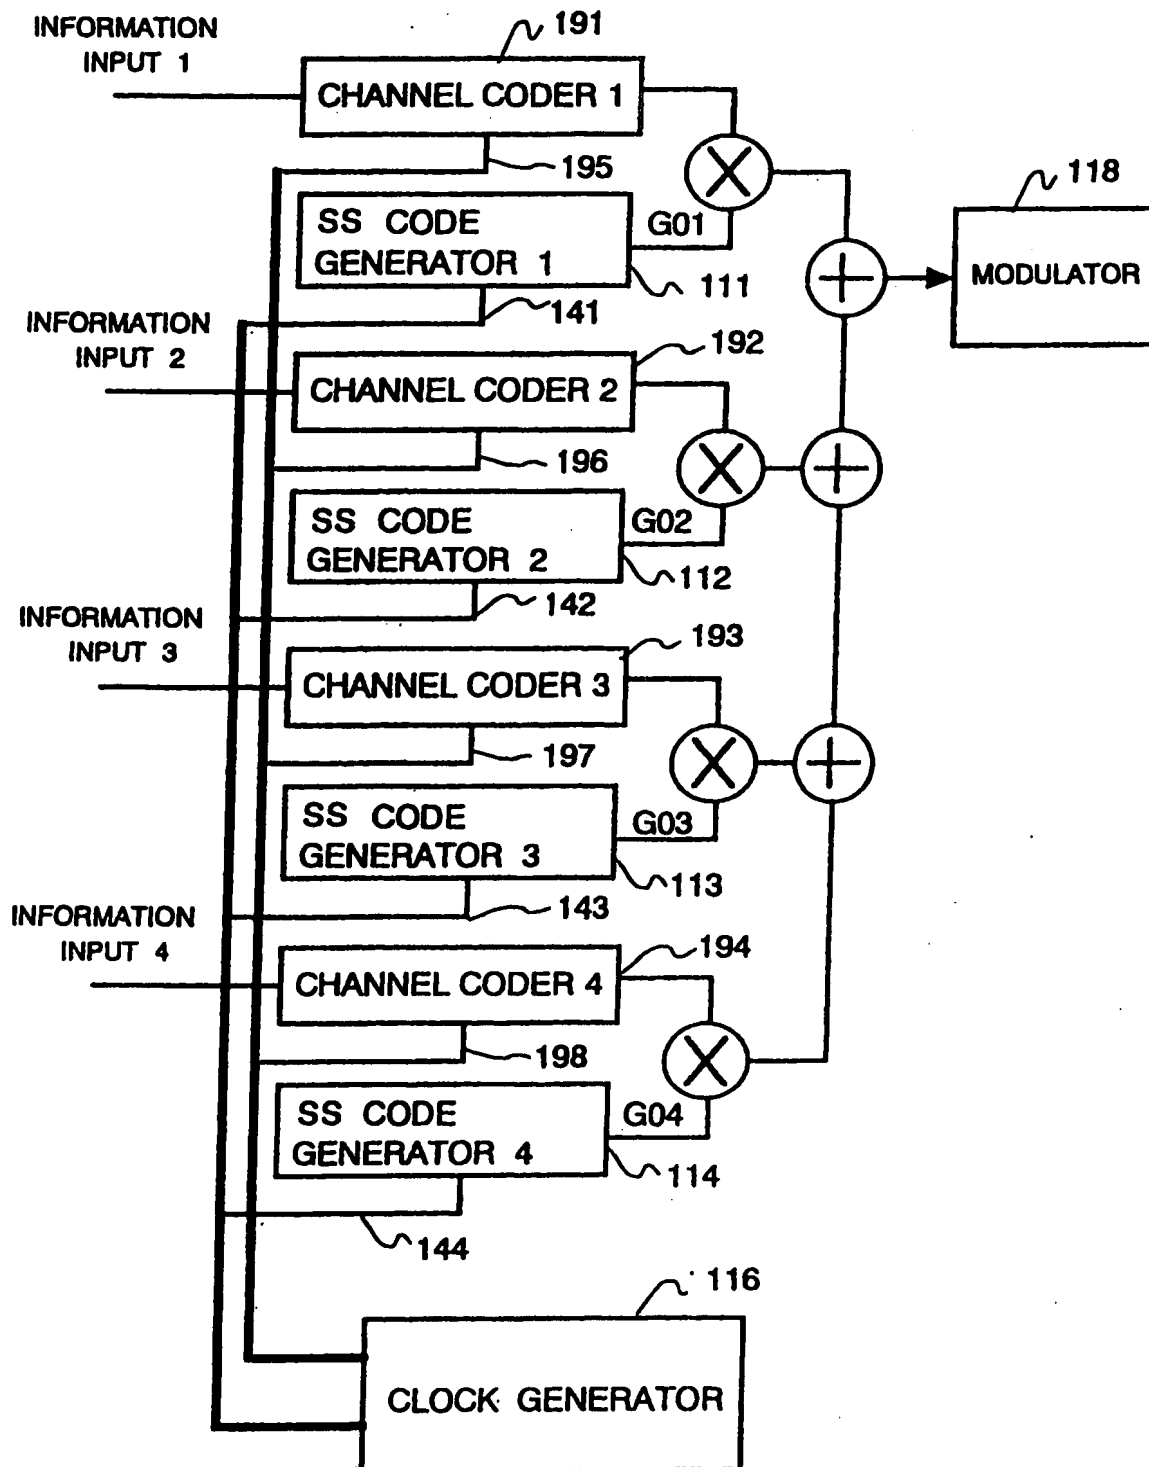 INFORMATION
INPUT 1
191
CHANNEL CODER 1
195
118
MODULATOR
SS CODE
GENERATOR 1
G01
111
141
INFORMATION
INPUT 2
192
CHANNEL CODER 2
196
SS CODE
GENERATOR 2
G02
112
142
INFORMATION
INPUT 3
193
CHANNEL CODER 3
197
SS CODE
GENERATOR 3
G03
113
143
INFORMATION
INPUT 4
194
CHANNEL CODER 4
198
SS CODE
GENERATOR 4
G04
114
144
116
CLOCK GENERATOR